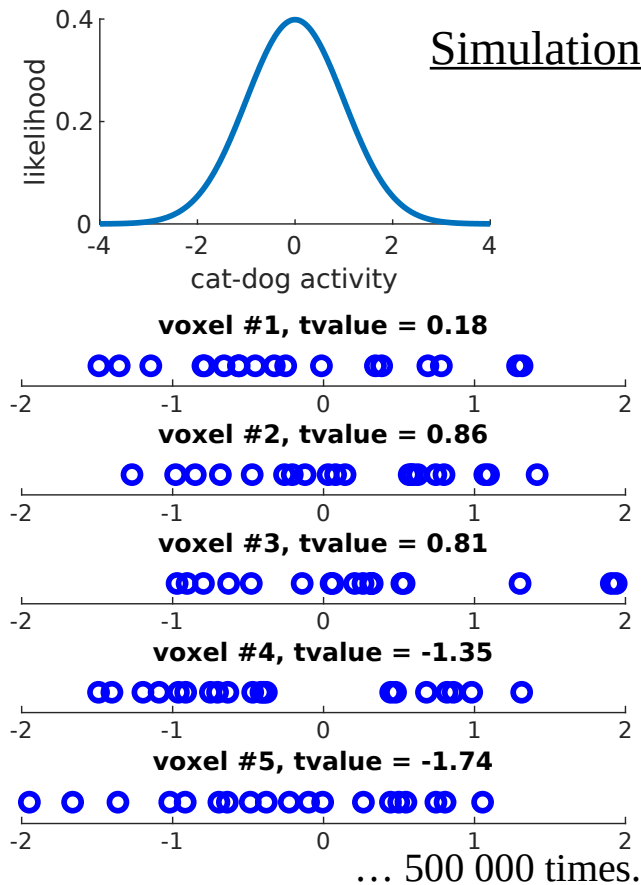 Simulation
0.4
0.2
0
likelihood
-4 -2 0 2 4
cat-dog activity
voxel #1, tvalue = 0.18
-2 -1 0 1 2
voxel #2, tvalue = 0.86
-2 -1 0 1 2
voxel #3, tvalue = 0.81
-2 -1 0 1 2
voxel #4, tvalue = -1.35
-2 -1 0 1 2
voxel #5, tvalue = -1.74
-2 -1 0 1 2
… 500 000 times.